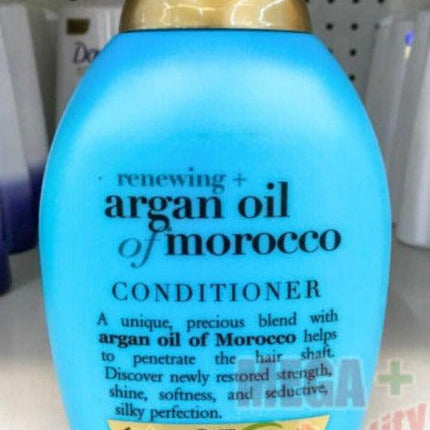 Dove
renewing +
argan oil
of morocco
CONDITIONER
A unique, precious blend with
argan oil of Morocco helps
to penetrate the hair shaft.
Discover newly restored strength,
shine, softness, and seductive,
silky perfection.
MEGA +